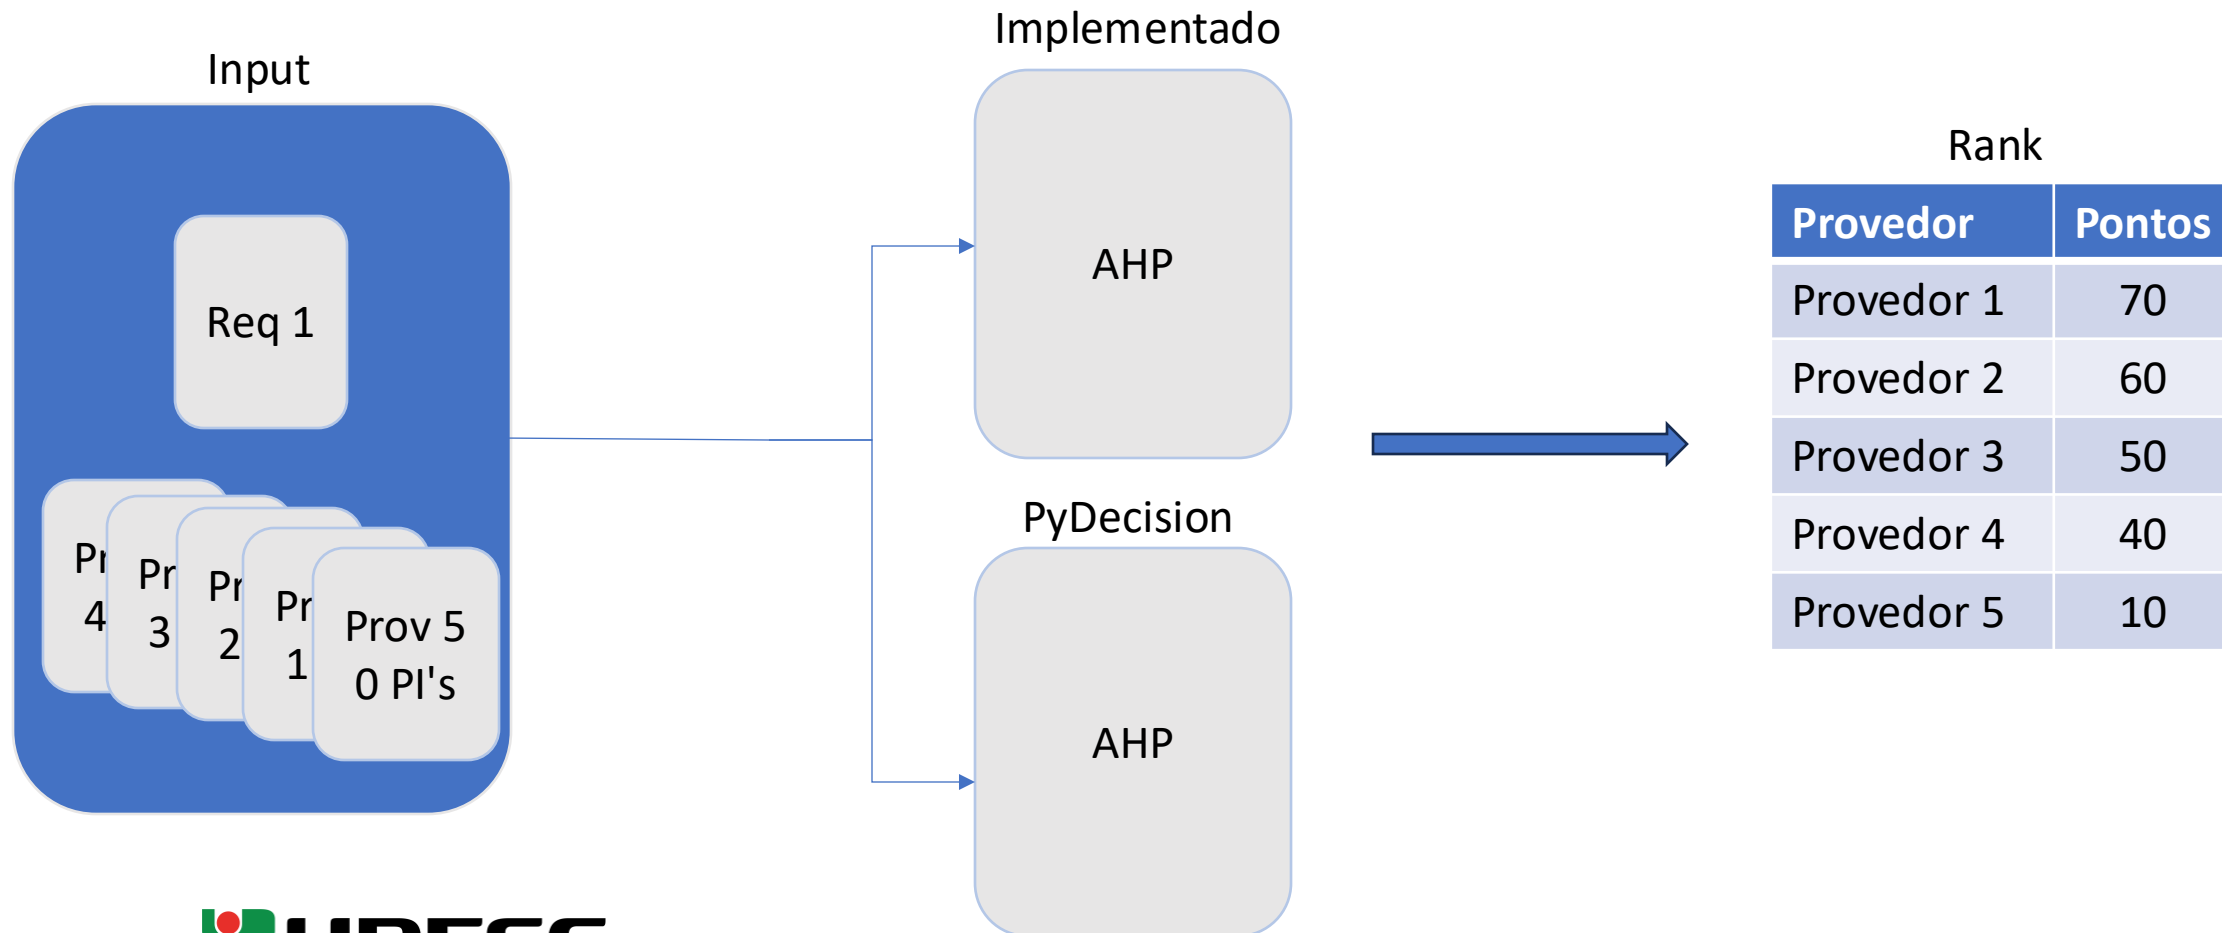 Input
Req 1
Pr
4
Pr
3
Pr
2
Pr
1
Prov 5
0 PI's
Implementado
AHP
PyDecision
AHP
Rank
Provedor Pontos
Provedor 1 70
Provedor 2 60
Provedor 3 50
Provedor 4 40
Provedor 5 10